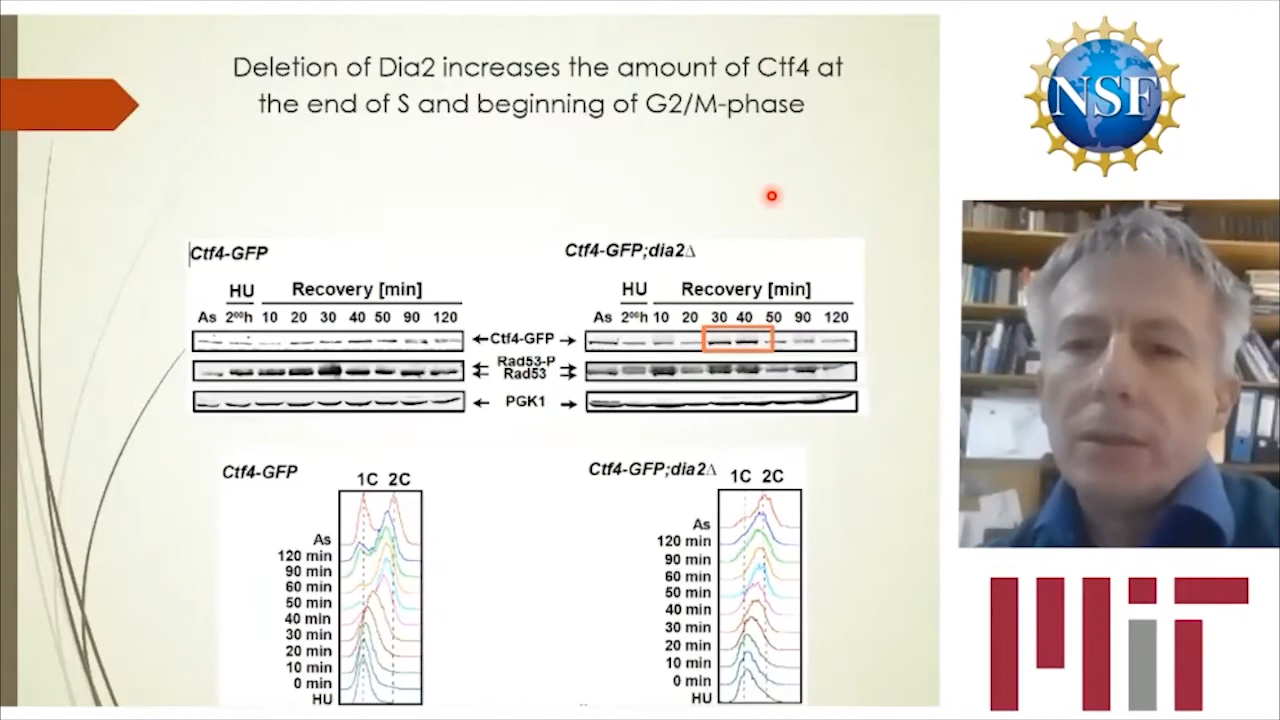 Deletion of Dia2 increases the amount of Ctf4 at
the end of S and beginning of G2/M-phase
NSF
Ctf4-GFP
HU
Recovery [min]
As 2⁰⁰h 10 20 30 40 50 90 120
Ctf4-GFP;dia2Δ
HU
Recovery [min]
As 2⁰⁰h 10 20 30 40 50 90 120
←Ctf4-GFP →
Rad53-P
Rad53
← PGK1 →
Ctf4-GFP
1C 2C
As
120 min
90 min
60 min
50 min
40 min
30 min
20 min
10 min
0 min
HU
Ctf4-GFP;dia2Δ
1C 2C
As
120 min
90 min
60 min
50 min
40 min
30 min
20 min
10 min
0 min
HU
MIT